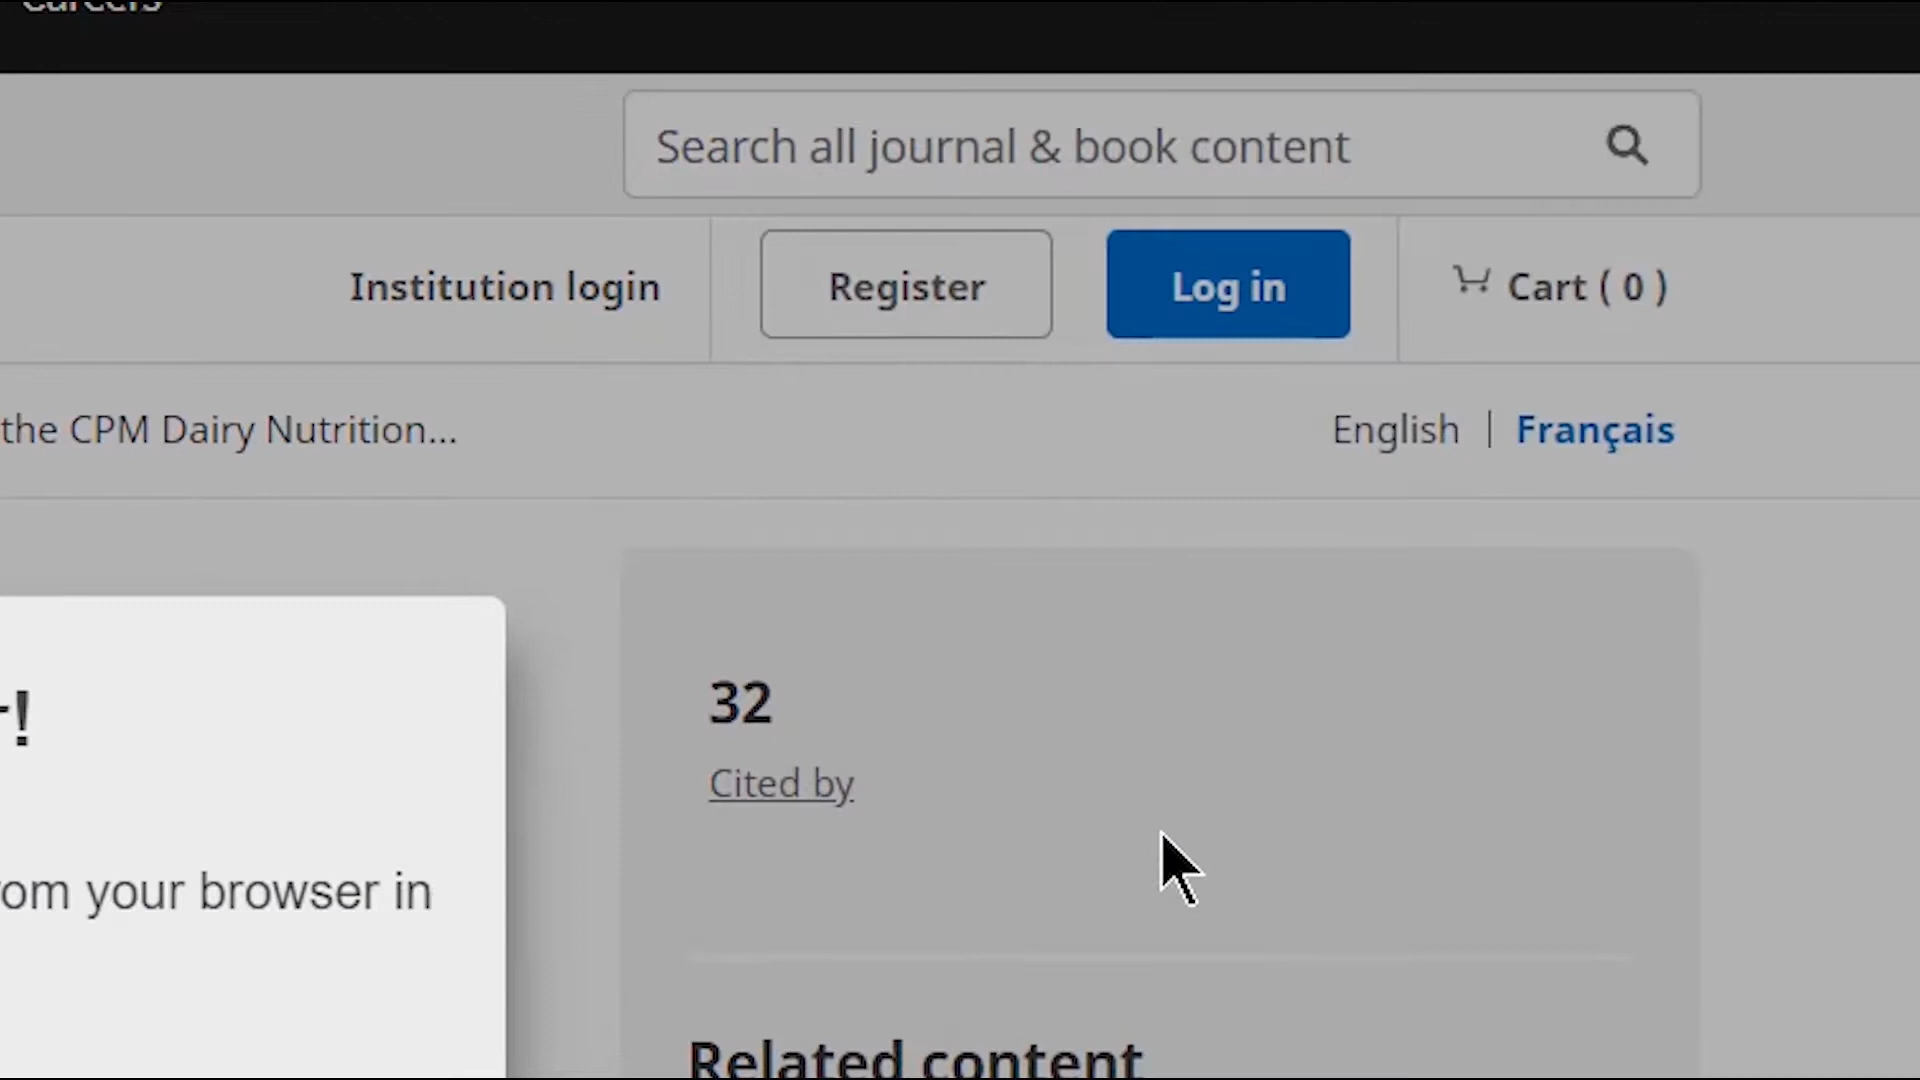 Careers
Search all journal & book content
Institution login
Register
Log in
Cart ( 0 )
the CPM Dairy Nutrition...
English | Français
r!
32
Cited by
om your browser in
Related content